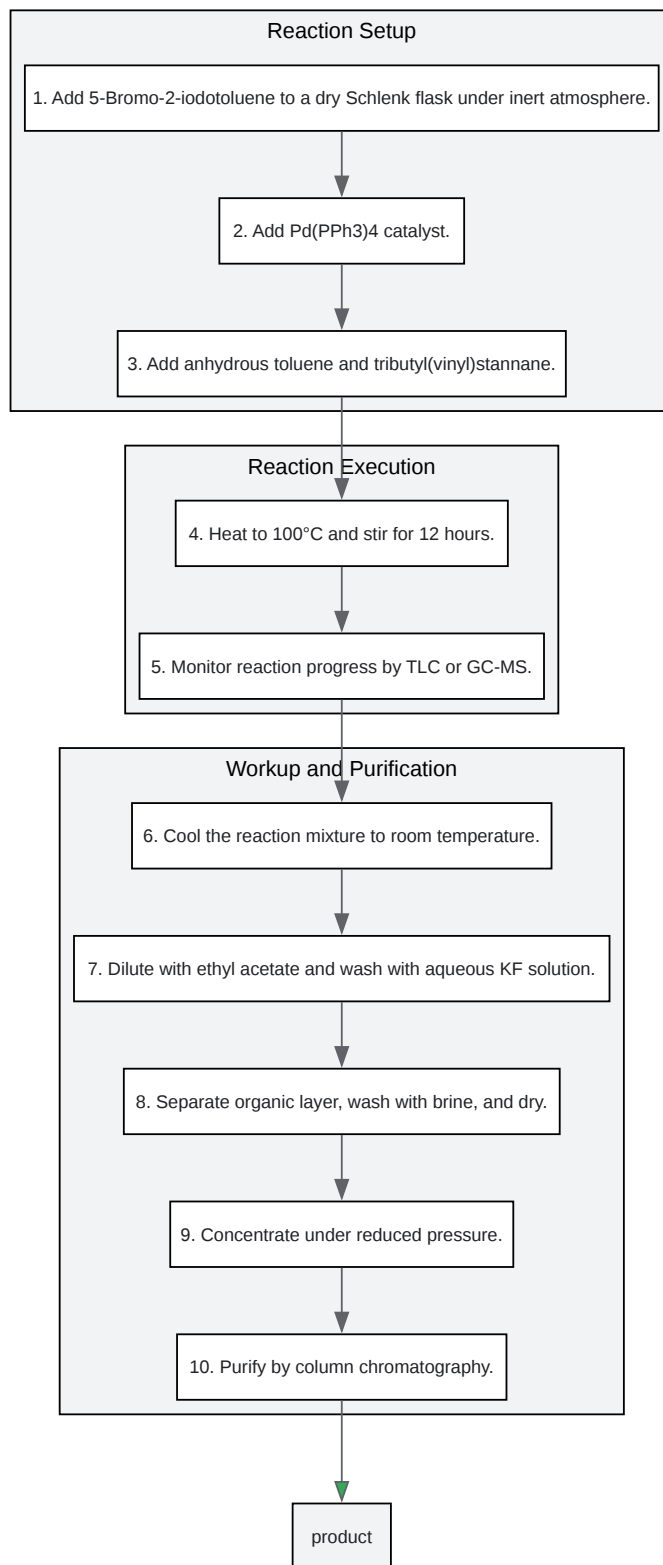 Reaction Setup
1. Add 5-Bromo-2-iodotoluene to a dry Schlenk flask under inert atmosphere.
2. Add Pd(PPh3)4 catalyst.
3. Add anhydrous toluene and tributyl(vinyl)stannane.
Reaction Execution
4. Heat to 100°C and stir for 12 hours.
5. Monitor reaction progress by TLC or GC-MS.
Workup and Purification
6. Cool the reaction mixture to room temperature.
7. Dilute with ethyl acetate and wash with aqueous KF solution.
8. Separate organic layer, wash with brine, and dry.
9. Concentrate under reduced pressure.
10. Purify by column chromatography.
product